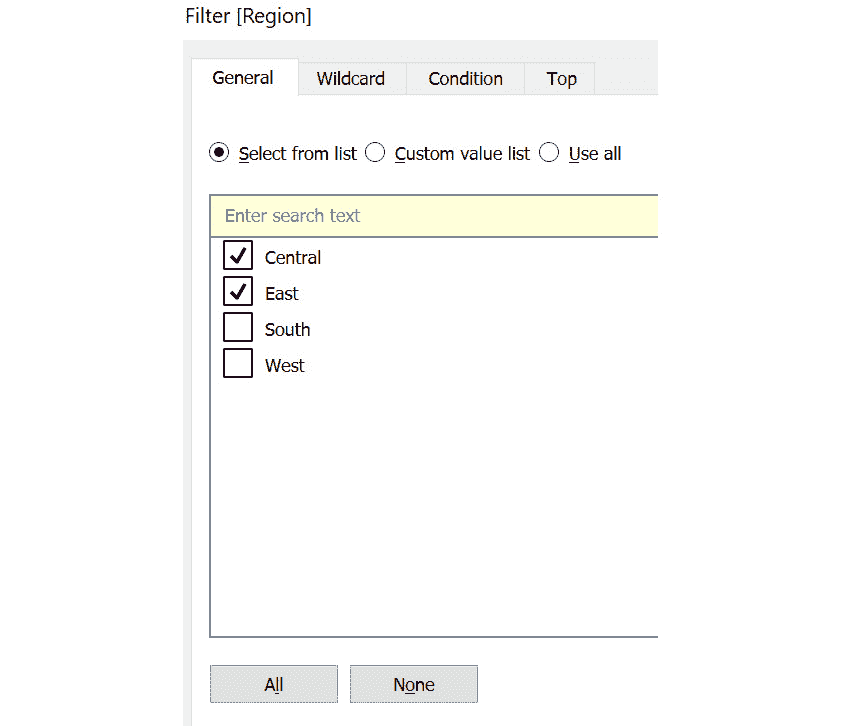 Filter [Region]
General Wildcard Condition Top
Select from list Custom value list Use all
Enter search text
Central
East
South
West
All None